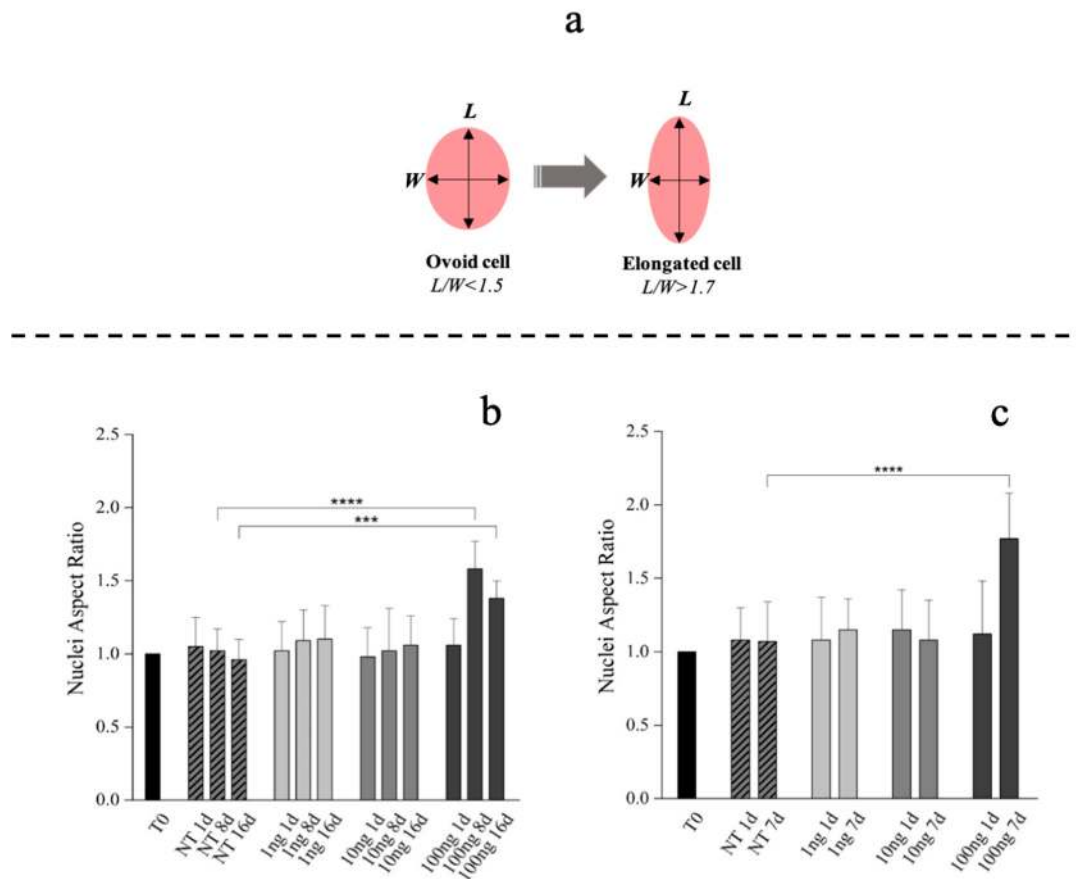 a
L
L
W
W
Ovoid cell
L/W<1.5
Elongated cell
L/W>1.7
b
Nuclei Aspect Ratio
2.5
2.0
1.5
1.0
0.5
0.0
****
***
T0
NT 1d
NT 8d
NT 16d
1ng 1d
1ng 8d
1ng 16d
10ng 1d
10ng 8d
10ng 16d
100ng 1d
100ng 8d
100ng 16d
c
Nuclei Aspect Ratio
2.5
2.0
1.5
1.0
0.5
0.0
****
T0
NT 1d
NT 7d
1ng 1d
1ng 7d
10ng 1d
10ng 7d
100ng 1d
100ng 7d